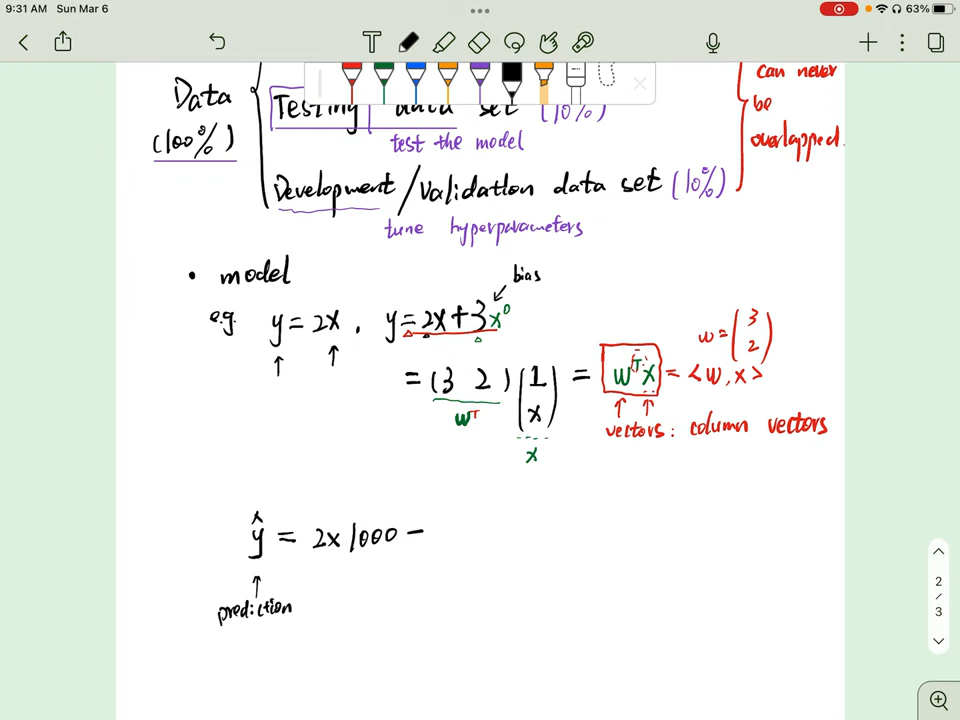 9:31 AM Sun Mar 6
63%
T
Data
(100%)
Testing data set (10%)
test the model
Development/Validation data set (10%)
tune hyperparameters
can never
be
overlapped.
• model
bias
e.g. y = 2x , y = 2x + 3x⁰
= (3 2) (1 x) = wᵀx = <w, x>
w = (3 2)
wᵀ
x
vectors: column vectors
ŷ = 2 x 1000 −
prediction
2
/
3